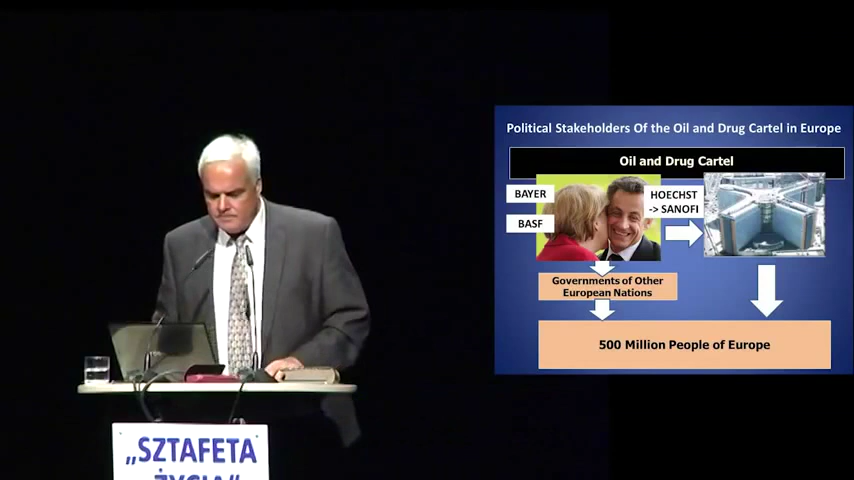 Political Stakeholders Of the Oil and Drug Cartel in Europe
Oil and Drug Cartel
BAYER
BASF
HOECHST
-> SANOFI
Governments of Other
European Nations
500 Million People of Europe
„SZTAFETA
ŻYCIA"